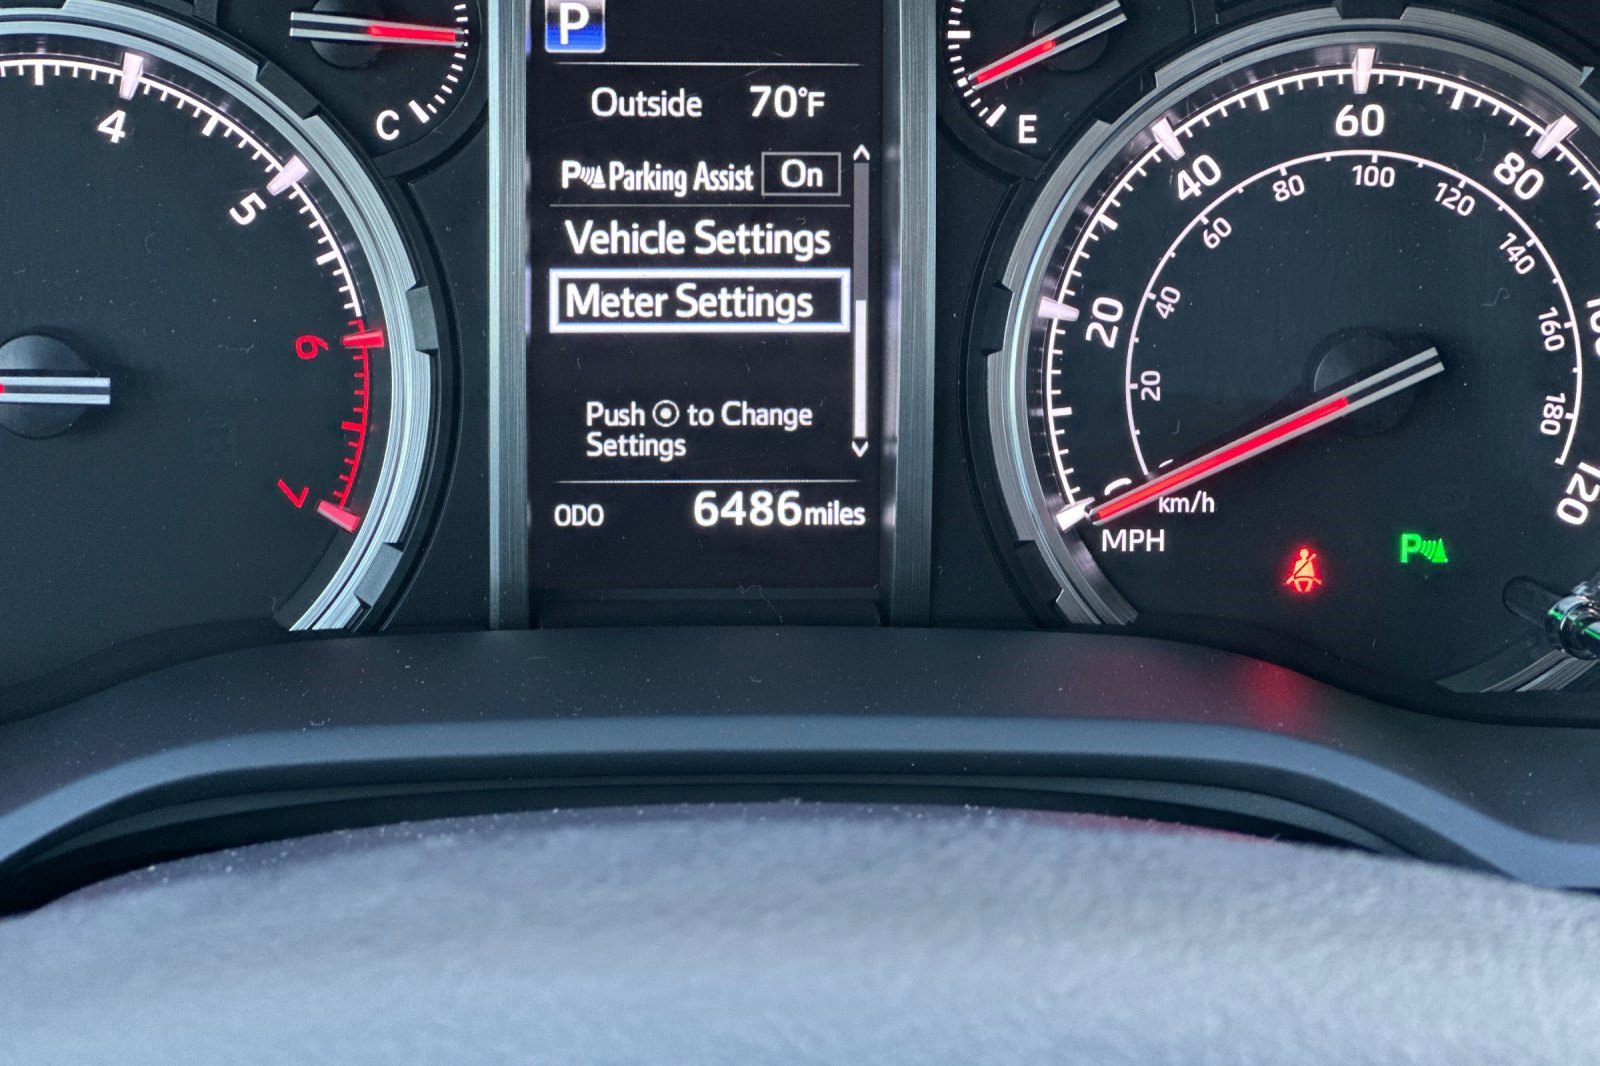 P
Outside 70°F
P Parking Assist On
Vehicle Settings
Meter Settings
Push to Change
Settings
ODO 6486 miles
4
5
6
7
C
E
0
20
40
60
80
120
20
40
60
80
100
120
140
160
180
km/h
MPH
P